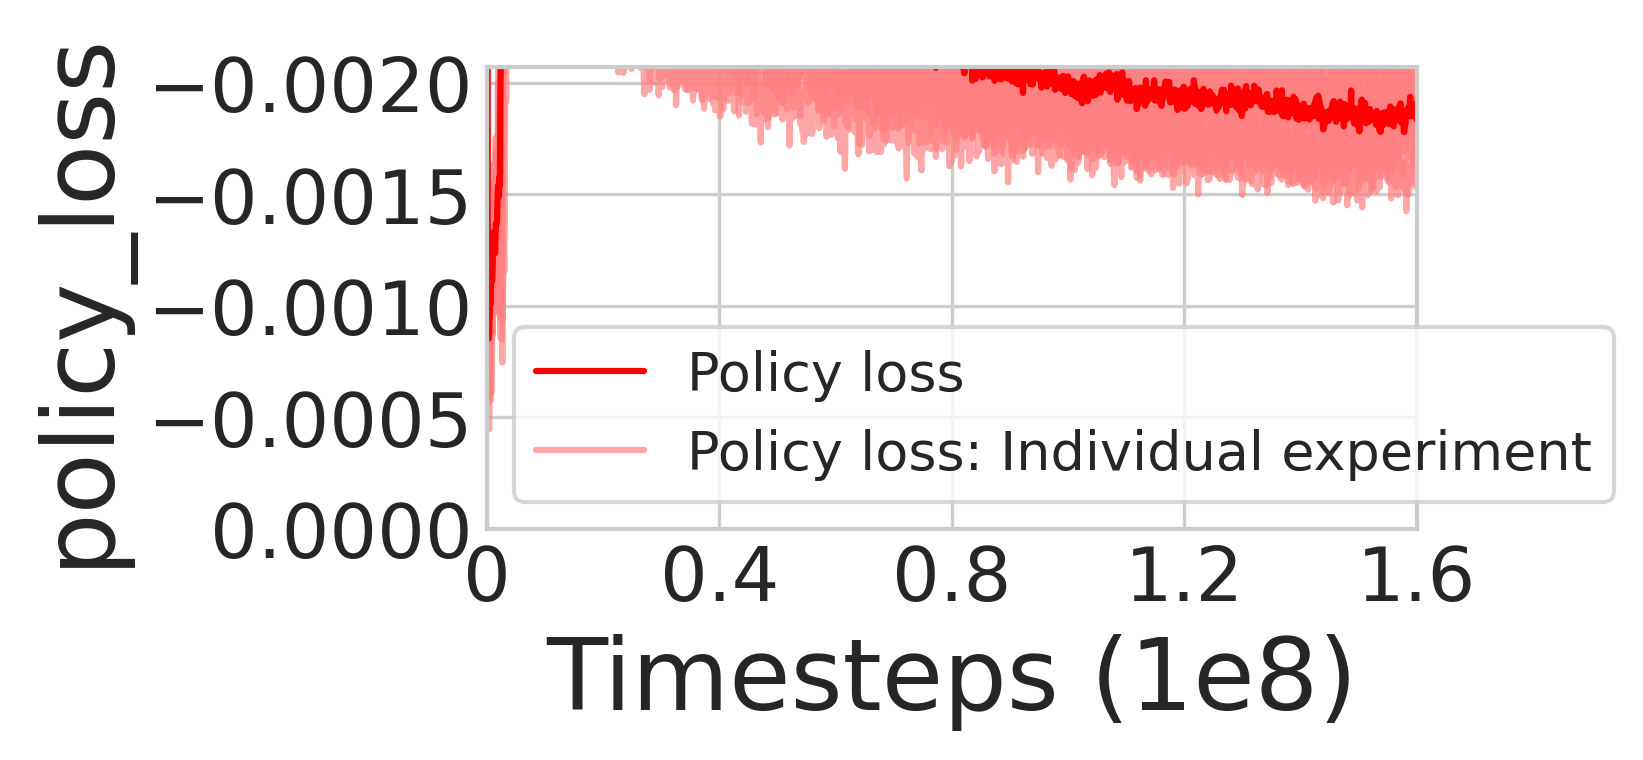 policy_loss
−0.0020
−0.0015
−0.0010
−0.0005
0.0000
Policy loss
Policy loss: Individual experiment
0 0.4 0.8 1.2 1.6
Timesteps (1e8)